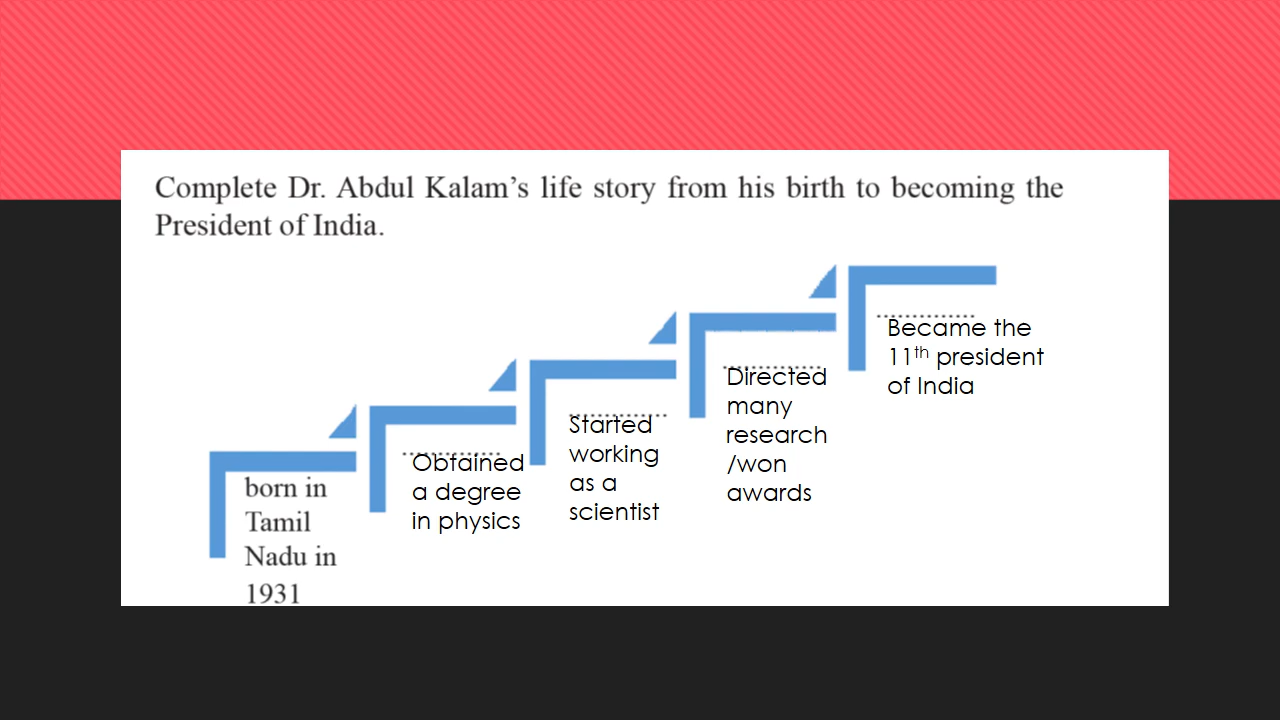 Complete Dr. Abdul Kalam's life story from his birth to becoming the
President of India.
born in
Tamil
Nadu in
1931
Obtained
a degree
in physics
Started
working
as a
scientist
Directed
many
research
/won
awards
Became the
11th president
of India